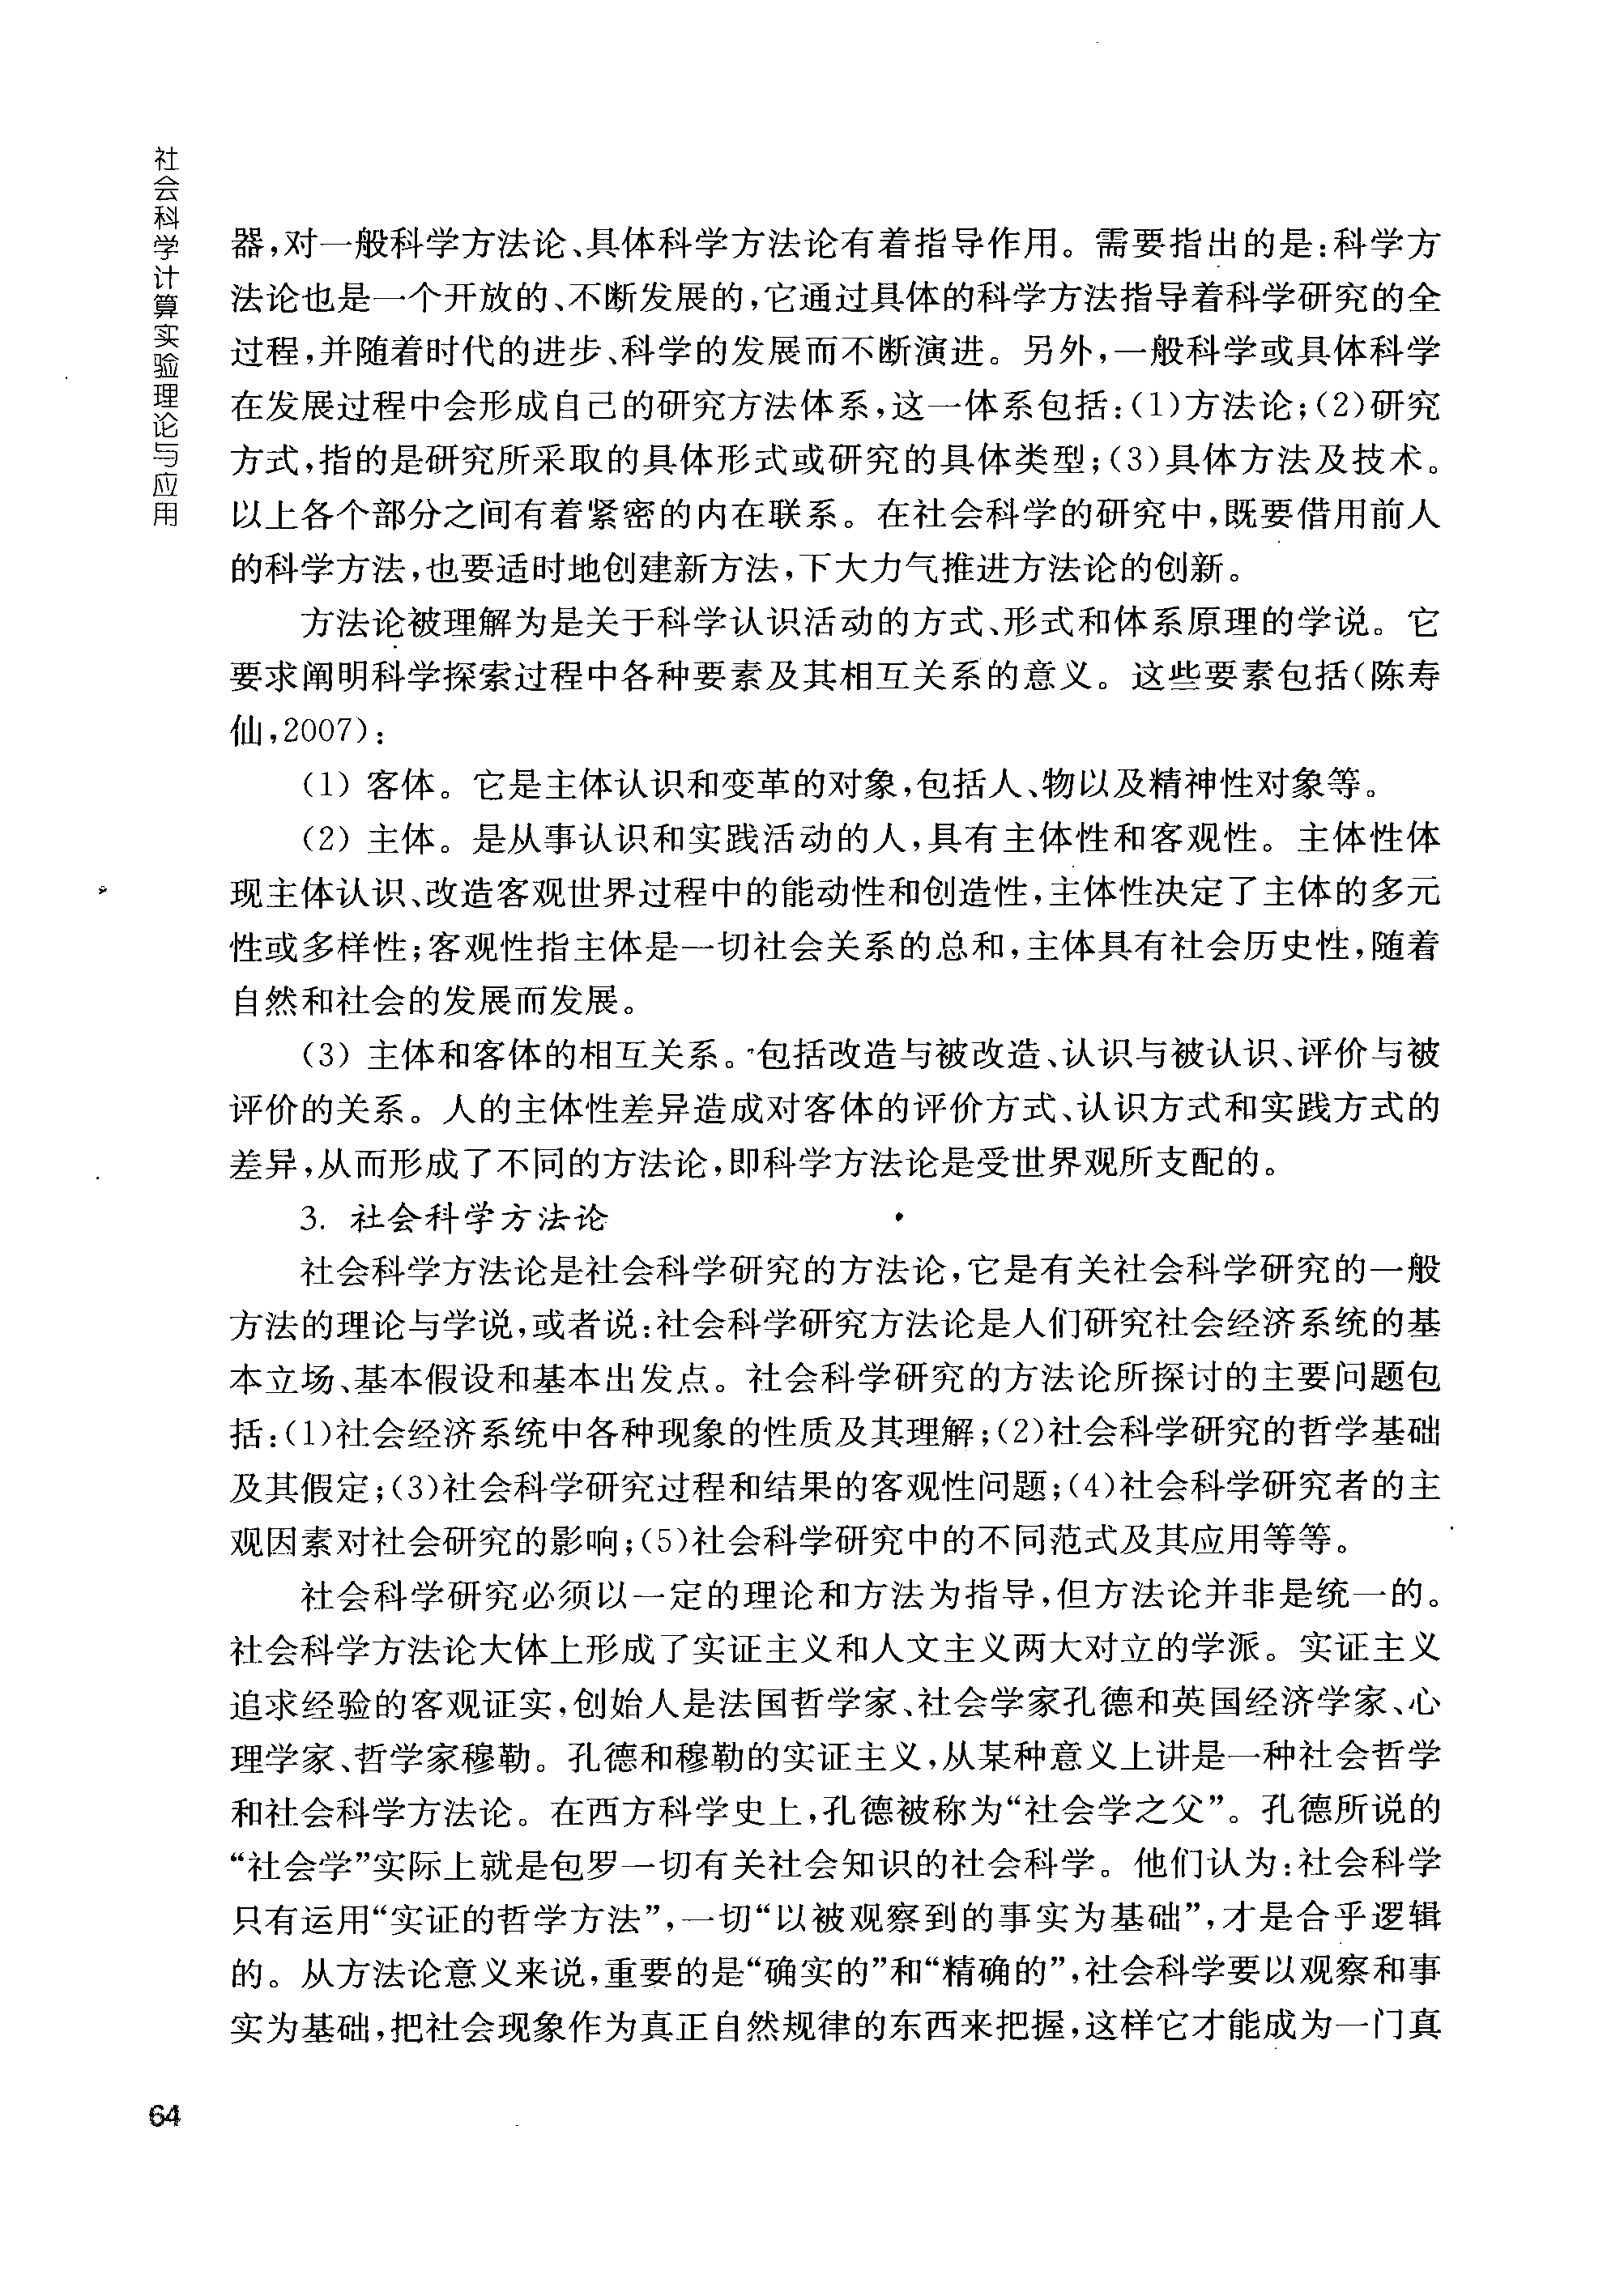 社会科学计算实验理论与应用
器,对一般科学方法论、具体科学方法论有着指导作用。需要指出的是:科学方
法论也是一个开放的、不断发展的,它通过具体的科学方法指导着科学研究的全
过程,并随着时代的进步、科学的发展而不断演进。另外,一般科学或具体科学
在发展过程中会形成自己的研究方法体系,这一体系包括:(1)方法论;(2)研究
方式,指的是研究所采取的具体形式或研究的具体类型;(3)具体方法及技术。
以上各个部分之间有着紧密的内在联系。在社会科学的研究中,既要借用前人
的科学方法,也要适时地创建新方法,下大力气推进方法论的创新。
方法论被理解为是关于科学认识活动的方式、形式和体系原理的学说。它
要求阐明科学探索过程中各种要素及其相互关系的意义。这些要素包括(陈寿
仙,2007):
(1) 客体。它是主体认识和变革的对象,包括人、物以及精神性对象等。
(2) 主体。是从事认识和实践活动的人,具有主体性和客观性。主体性体
现主体认识、改造客观世界过程中的能动性和创造性,主体性决定了主体的多元
性或多样性;客观性指主体是一切社会关系的总和,主体具有社会历史性,随着
自然和社会的发展而发展。
(3) 主体和客体的相互关系。包括改造与被改造、认识与被认识、评价与被
评价的关系。人的主体性差异造成对客体的评价方式、认识方式和实践方式的
差异,从而形成了不同的方法论,即科学方法论是受世界观所支配的。
3. 社会科学方法论
社会科学方法论是社会科学研究的方法论,它是有关社会科学研究的一般
方法的理论与学说,或者说:社会科学研究方法论是人们研究社会经济系统的基
本立场、基本假设和基本出发点。社会科学研究的方法论所探讨的主要问题包
括:(1)社会经济系统中各种现象的性质及其理解;(2)社会科学研究的哲学基础
及其假定;(3)社会科学研究过程和结果的客观性问题;(4)社会科学研究者的主
观因素对社会研究的影响;(5)社会科学研究中的不同范式及其应用等等。
社会科学研究必须以一定的理论和方法为指导,但方法论并非是统一的。
社会科学方法论大体上形成了实证主义和人文主义两大对立的学派。实证主义
追求经验的客观证实,创始人是法国哲学家、社会学家孔德和英国经济学家、心
理学家、哲学家穆勒。孔德和穆勒的实证主义,从某种意义上讲是一种社会哲学
和社会科学方法论。在西方科学史上,孔德被称为“社会学之父”。孔德所说的
“社会学”实际上就是包罗一切有关社会知识的社会科学。他们认为:社会科学
只有运用“实证的哲学方法”,一切“以被观察到的事实为基础”,才是合乎逻辑
的。从方法论意义来说,重要的是“确实的”和“精确的”,社会科学要以观察和事
实为基础,把社会现象作为真正自然规律的东西来把握,这样它才能成为一门真
64